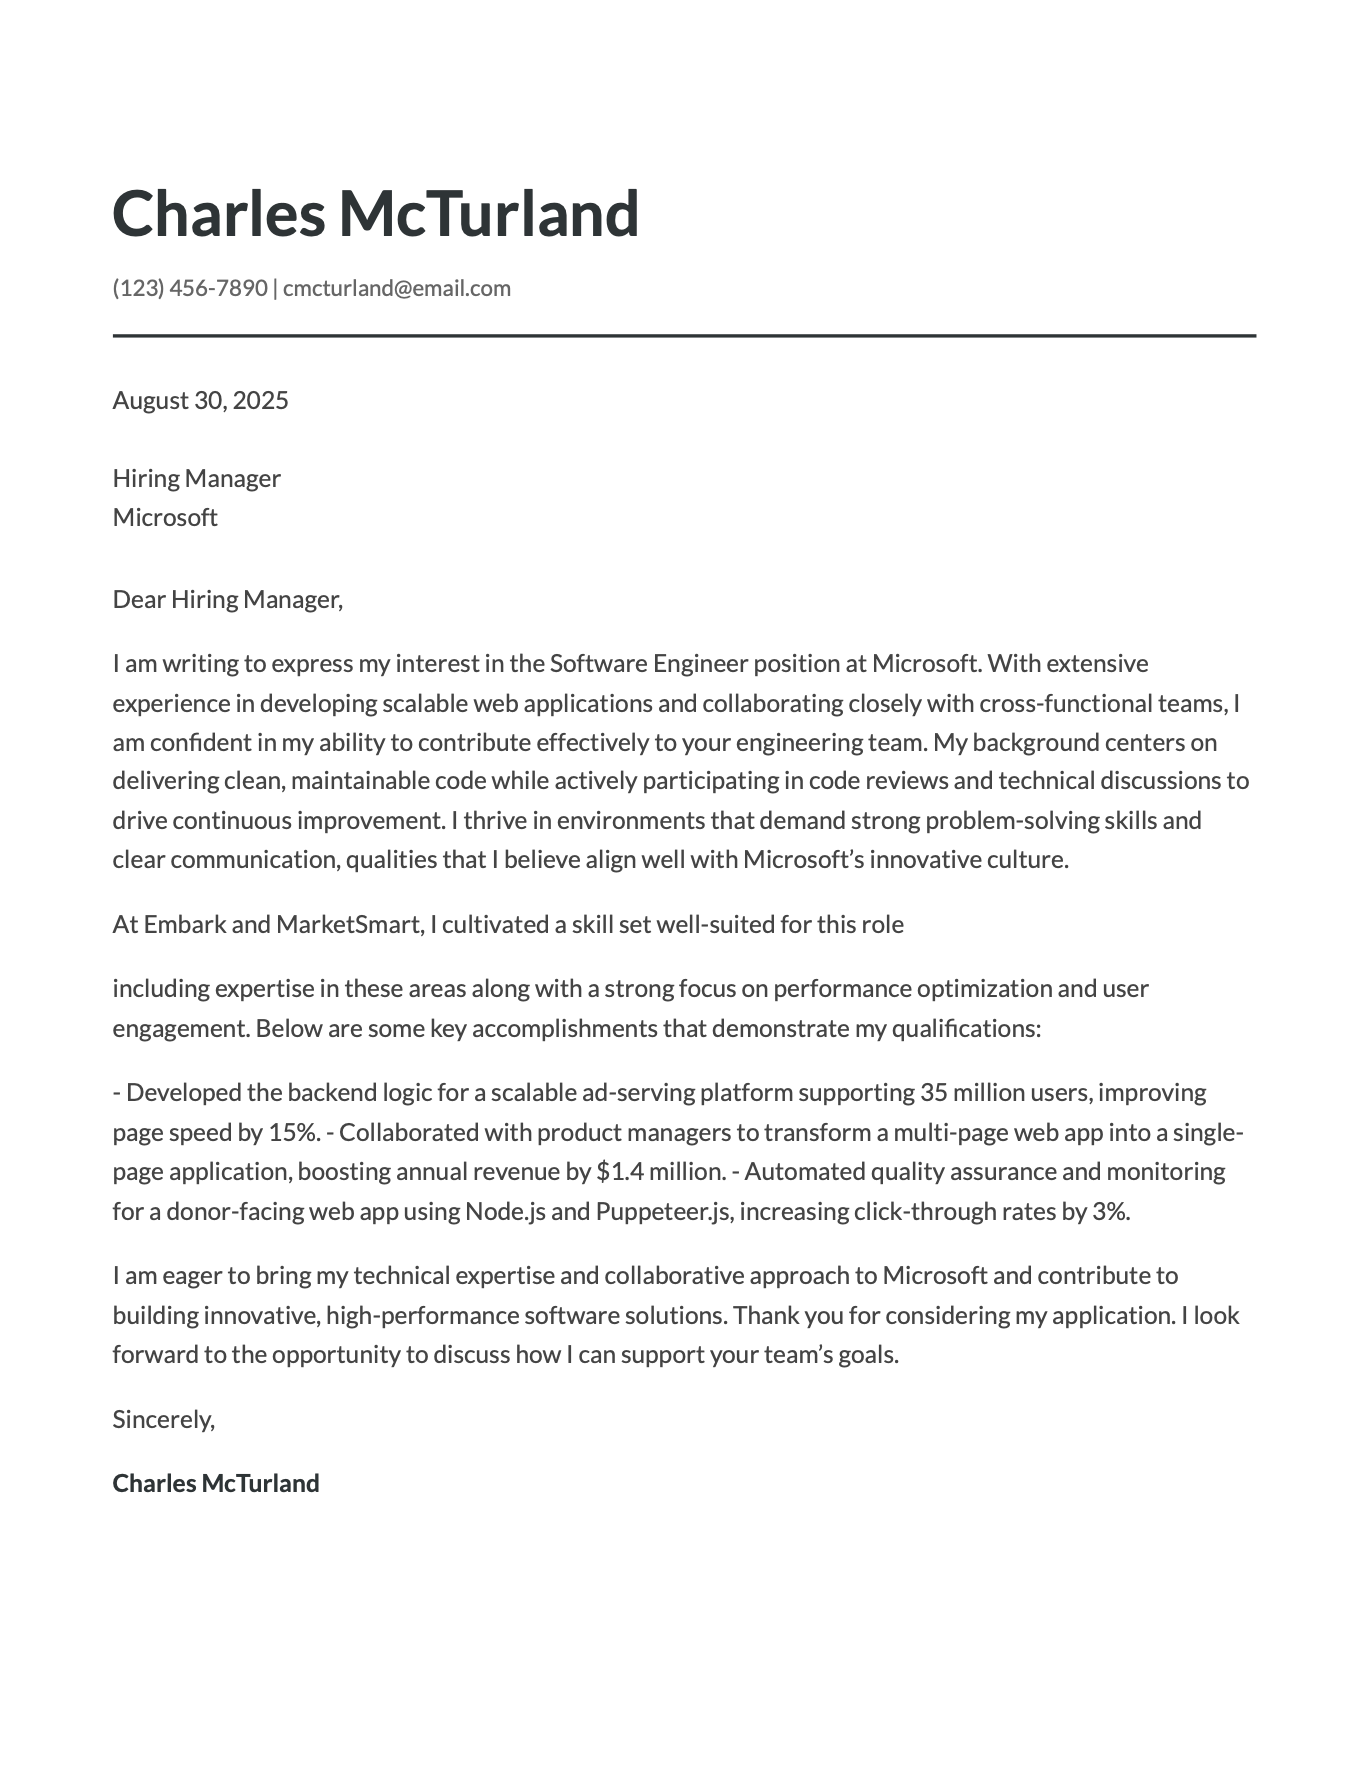 Charles McTurland
(123) 456-7890 | cmcturland@email.com
August 30, 2025
Hiring Manager
Microsoft
Dear Hiring Manager,
I am writing to express my interest in the Software Engineer position at Microsoft. With extensive
experience in developing scalable web applications and collaborating closely with cross-functional teams, I
am confident in my ability to contribute effectively to your engineering team. My background centers on
delivering clean, maintainable code while actively participating in code reviews and technical discussions to
drive continuous improvement. I thrive in environments that demand strong problem-solving skills and
clear communication, qualities that I believe align well with Microsoft’s innovative culture.
At Embark and MarketSmart, I cultivated a skill set well-suited for this role
including expertise in these areas along with a strong focus on performance optimization and user
engagement. Below are some key accomplishments that demonstrate my qualifications:
- Developed the backend logic for a scalable ad-serving platform supporting 35 million users, improving
page speed by 15%. - Collaborated with product managers to transform a multi-page web app into a single-
page application, boosting annual revenue by $1.4 million. - Automated quality assurance and monitoring
for a donor-facing web app using Node.js and Puppeteer.js, increasing click-through rates by 3%.
I am eager to bring my technical expertise and collaborative approach to Microsoft and contribute to
building innovative, high-performance software solutions. Thank you for considering my application. I look
forward to the opportunity to discuss how I can support your team’s goals.
Sincerely,
Charles McTurland